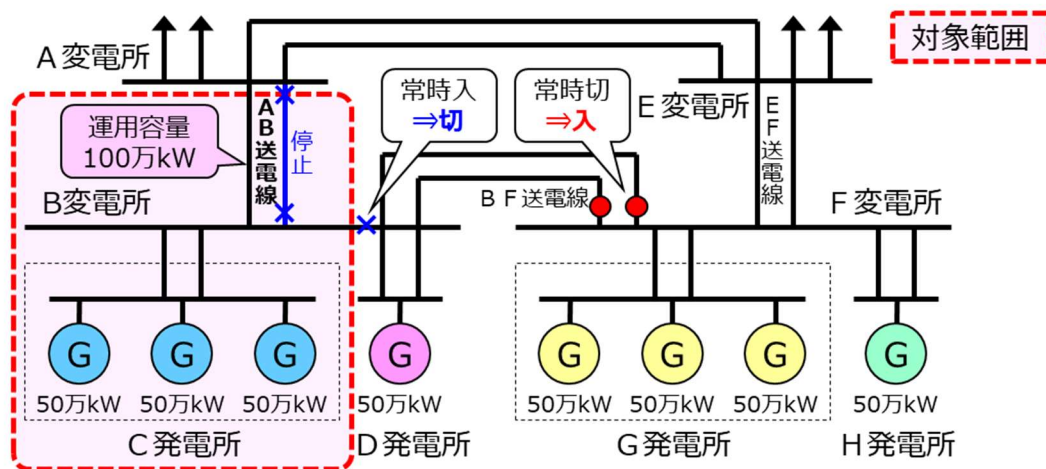 対象範囲
A変電所
常時入
⇒切
常時切
⇒入
E変電所
運用容量
100万kW
AB送電線
停止
EF送電線
B変電所
BF送電線
F変電所
G
G
G
G
G
G
G
G
50万kW
50万kW
50万kW
50万kW
50万kW
50万kW
50万kW
50万kW
C発電所
D発電所
G発電所
H発電所